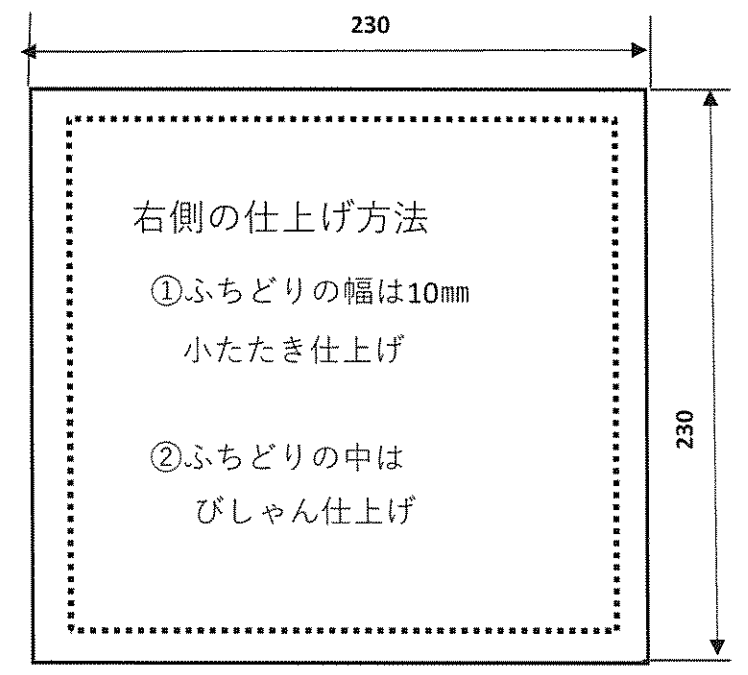 230
右側の仕上げ方法
①ふちどりの幅は10㎜
小たたき仕上げ
230
②ふちどりの中は
びしゃん仕上げ